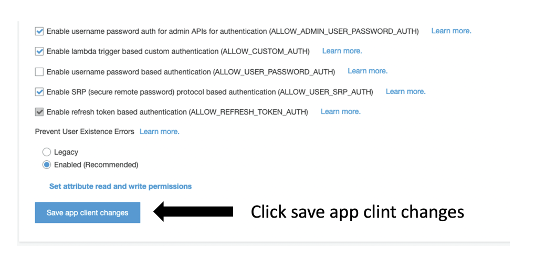 Enable username password auth for admin APIs for authentication (ALLOW_ADMIN_USER_PASSWORD_AUTH) Learn more.
Enable lambda trigger based custom authentication (ALLOW_CUSTOM_AUTH) Learn more.
Enable username password based authentication (ALLOW_USER_PASSWORD_AUTH) Learn more.
Enable SRP (secure remote password) protocol based authentication (ALLOW_USER_SRP_AUTH) Learn more.
Enable refresh token based authentication (ALLOW_REFRESH_TOKEN_AUTH) Learn more.
Prevent User Existence Errors Learn more.
Legacy
Enabled (Recommended)
Set attribute read and write permissions
Save app client changes Click save app clint changes